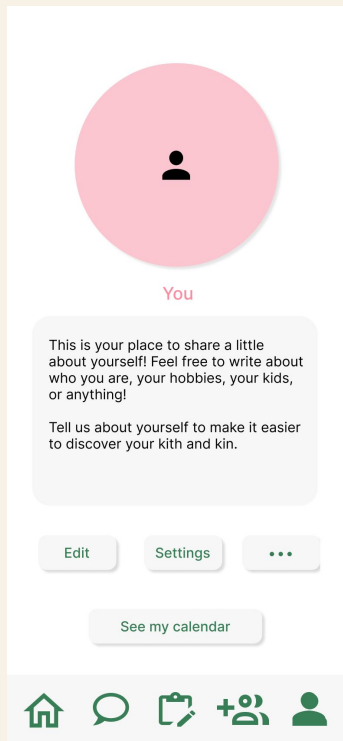 You
This is your place to share a little
about yourself! Feel free to write about
who you are, your hobbies, your kids,
or anything!
Tell us about yourself to make it easier
to discover your kith and kin.
Edit
Settings
...
See my calendar